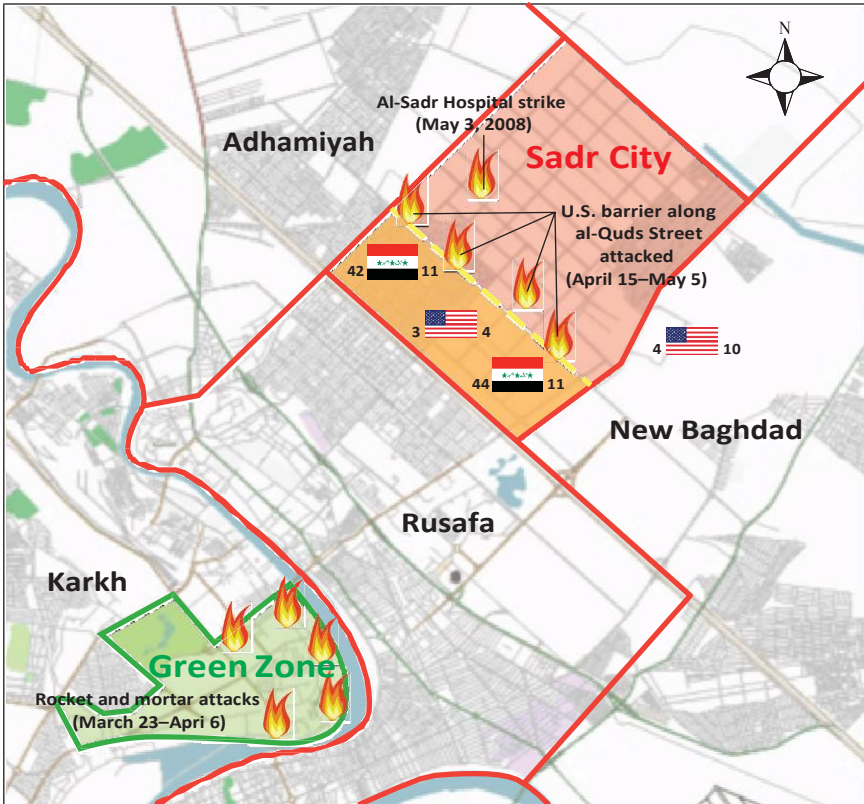 N
Al-Sadr Hospital strike
(May 3, 2008)
Adhamiyah
Sadr City
U.S. barrier along
al-Quds Street
attacked
(April 15–May 5)
42 11
3 4
4 10
44 11
New Baghdad
Rusafa
Karkh
Green Zone
Rocket and mortar attacks
(March 23–Apri 6)